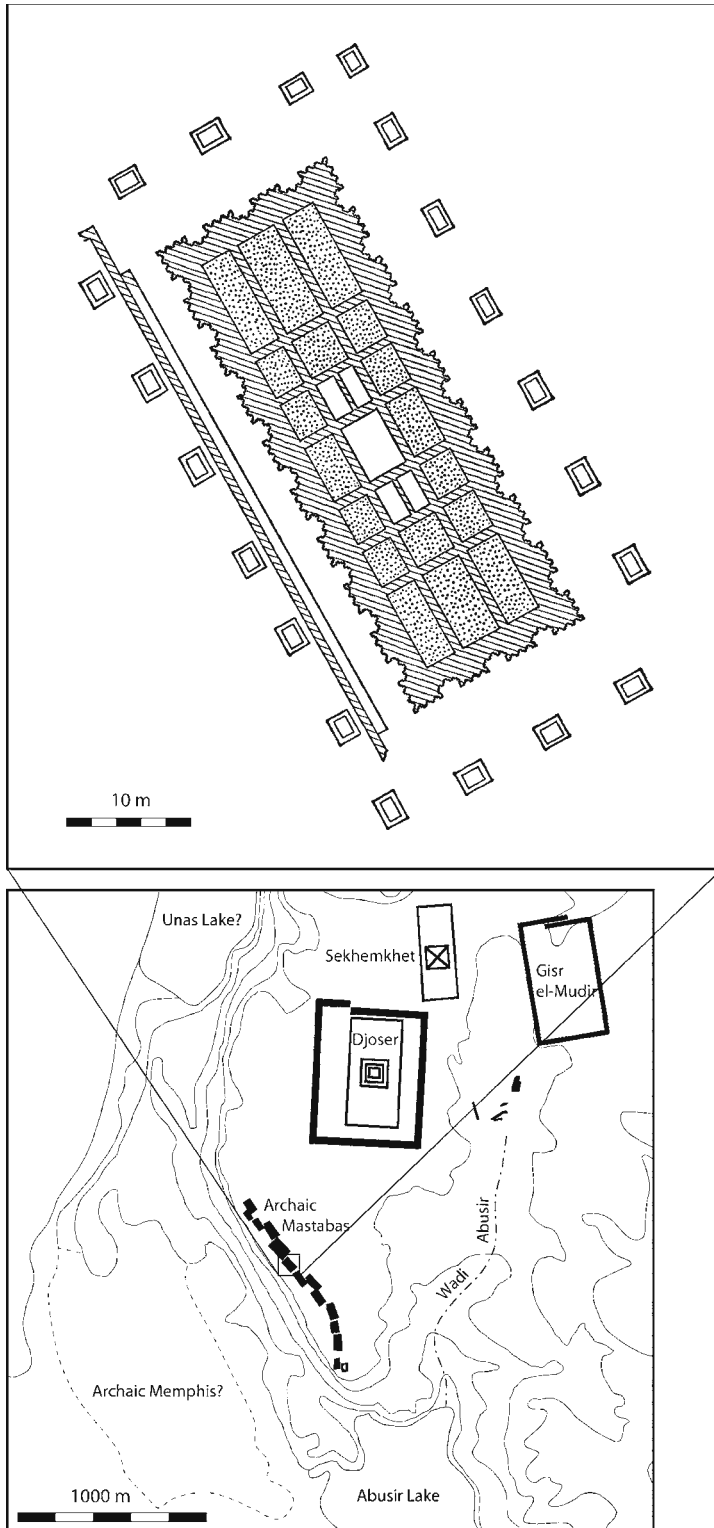 10 m
Unas Lake?
Sekhemkhet
Gisr
el-Mudir
Djoser
Archaic
Mastabas
Abusir
Wadi
Archaic Memphis?
1000 m
Abusir Lake